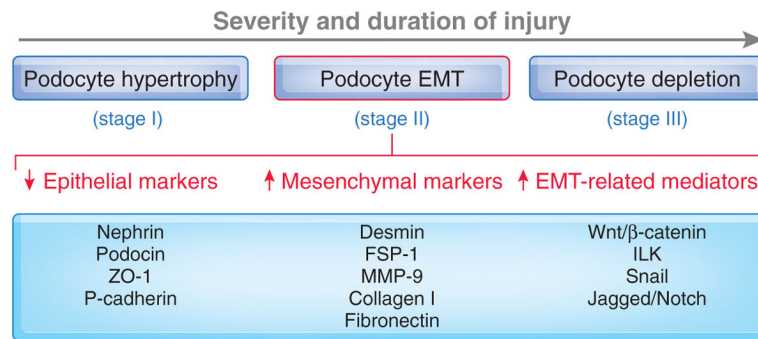 Severity and duration of injury
Podocyte hypertrophy
Podocyte EMT
Podocyte depletion
(stage I)
(stage II)
(stage III)
↓ Epithelial markers
↑ Mesenchymal markers
↑ EMT-related mediators
Nephrin
Podocin
ZO-1
P-cadherin
Desmin
FSP-1
MMP-9
Collagen I
Fibronectin
Wnt/β-catenin
ILK
Snail
Jagged/Notch